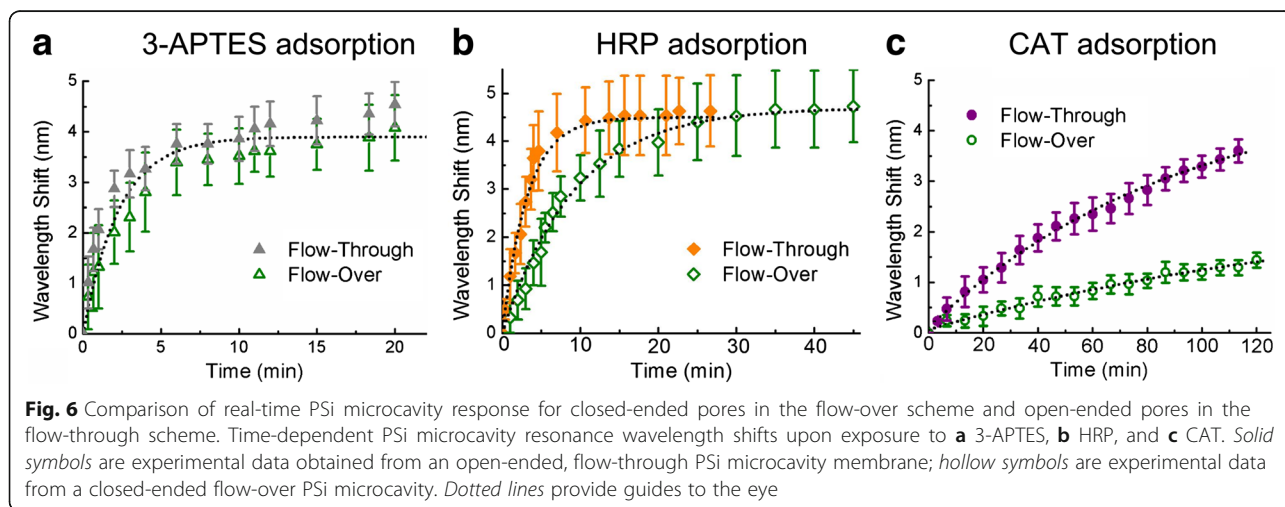 a 3-APTES adsorption
b HRP adsorption
c CAT adsorption
Wavelength Shift (nm)
5
4
3
2
1
0
Flow-Through
Flow-Over
0 5 10 15 20
Time (min)
Wavelength Shift (nm)
5
4
3
2
1
0
Flow-Through
Flow-Over
0 10 20 30 40
Time (min)
Wavelength Shift (nm)
5
4
3
2
1
0
Flow-Through
Flow-Over
0 20 40 60 80 100 120
Time (min)
Fig. 6 Comparison of real-time PSi microcavity response for closed-ended pores in the flow-over scheme and open-ended pores in the
flow-through scheme. Time-dependent PSi microcavity resonance wavelength shifts upon exposure to a 3-APTES, b HRP, and c CAT. Solid
symbols are experimental data obtained from an open-ended, flow-through PSi microcavity membrane; hollow symbols are experimental data
from a closed-ended flow-over PSi microcavity. Dotted lines provide guides to the eye